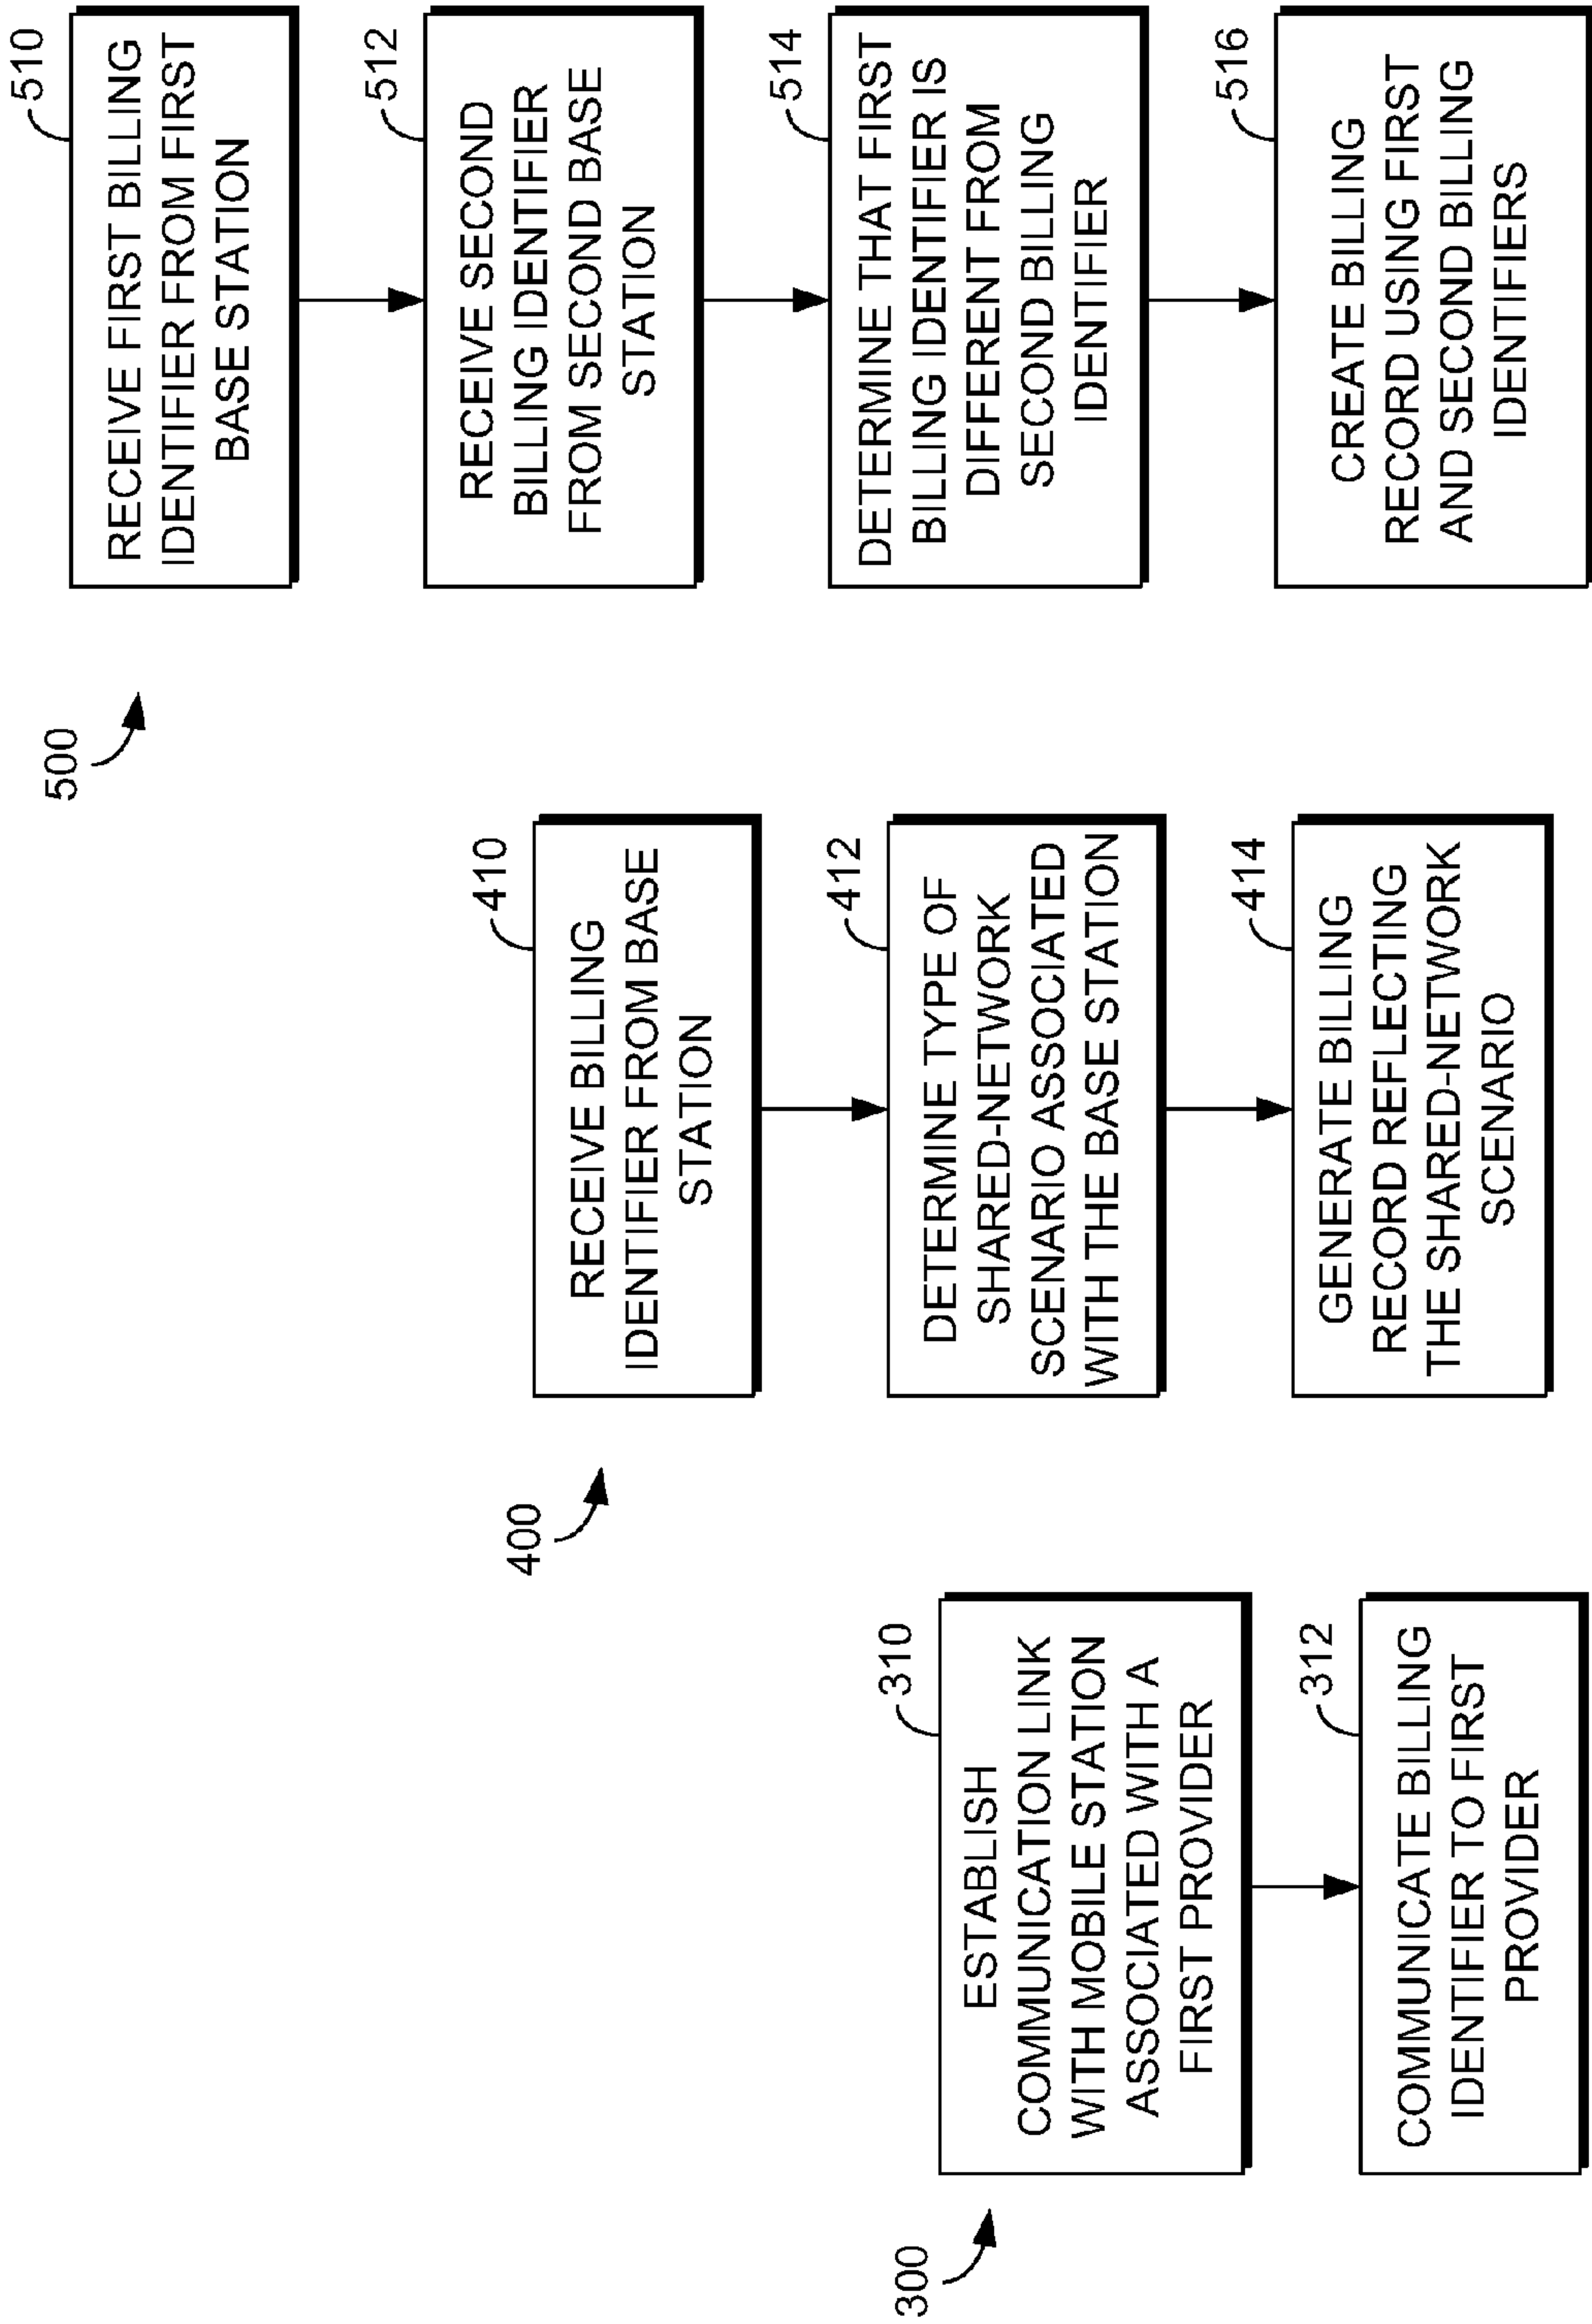 300
310
ESTABLISH
COMMUNICATION LINK
WITH MOBILE STATION
ASSOCIATED WITH A
FIRST PROVIDER
312
COMMUNICATE BILLING
IDENTIFIER TO FIRST
PROVIDER
400
410
RECEIVE BILLING
IDENTIFIER FROM BASE
STATION
412
DETERMINE TYPE OF
SHARED-NETWORK
SCENARIO ASSOCIATED
WITH THE BASE STATION
414
GENERATE BILLING
RECORD REFLECTING
THE SHARED-NETWORK
SCENARIO
500
510
RECEIVE FIRST BILLING
IDENTIFIER FROM FIRST
BASE STATION
512
RECEIVE SECOND
BILLING IDENTIFIER
FROM SECOND BASE
STATION
514
DETERMINE THAT FIRST
BILLING IDENTIFIER IS
DIFFERENT FROM
SECOND BILLING
IDENTIFIER
516
CREATE BILLING
RECORD USING FIRST
AND SECOND BILLING
IDENTIFIERS